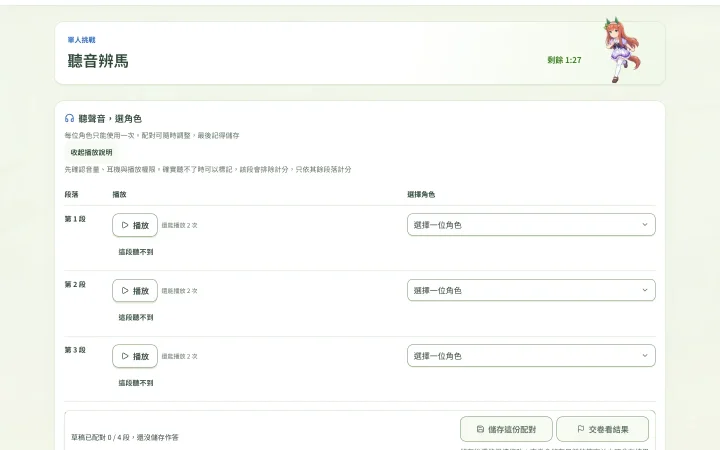 單人挑戰
聽音辨馬
剩餘 1:27
聽聲音，選角色
每位角色只能使用一次，配對可隨時調整，最後記得儲存
收起播放說明
先確認音量、耳機與播放權限。確實聽不了時可以標記，該段會排除計分，只依其餘段落計分
段落 播放 選擇角色
第 1 段 播放 還能播放 2 次 選擇一位角色
這段聽不到
第 2 段 播放 還能播放 2 次 選擇一位角色
這段聽不到
第 3 段 播放 還能播放 2 次 選擇一位角色
這段聽不到
草稿已配對 0 / 4 段，還沒儲存作答 儲存這份配對 交卷看結果